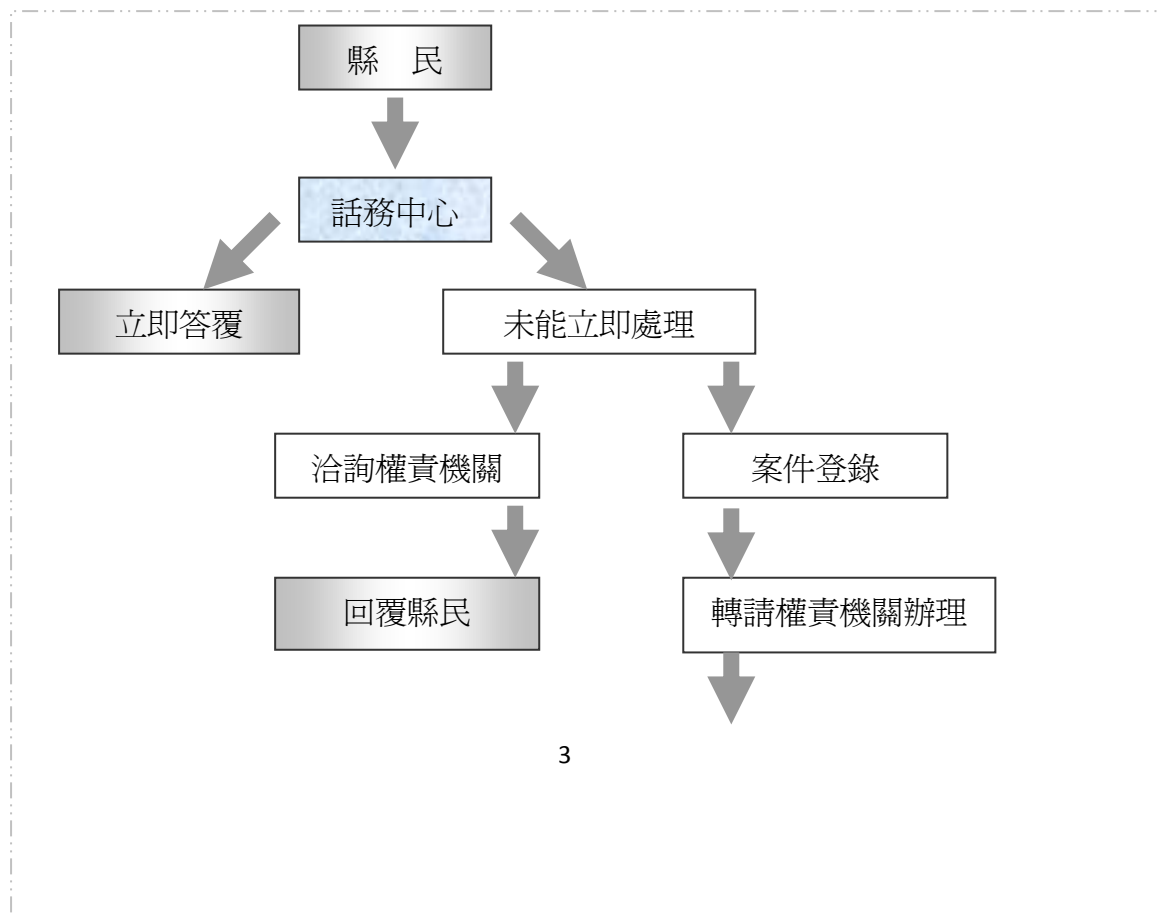 縣　民
話務中心
立即答覆
未能立即處理
洽詢權責機關
案件登錄
回覆縣民
轉請權責機關辦理
3